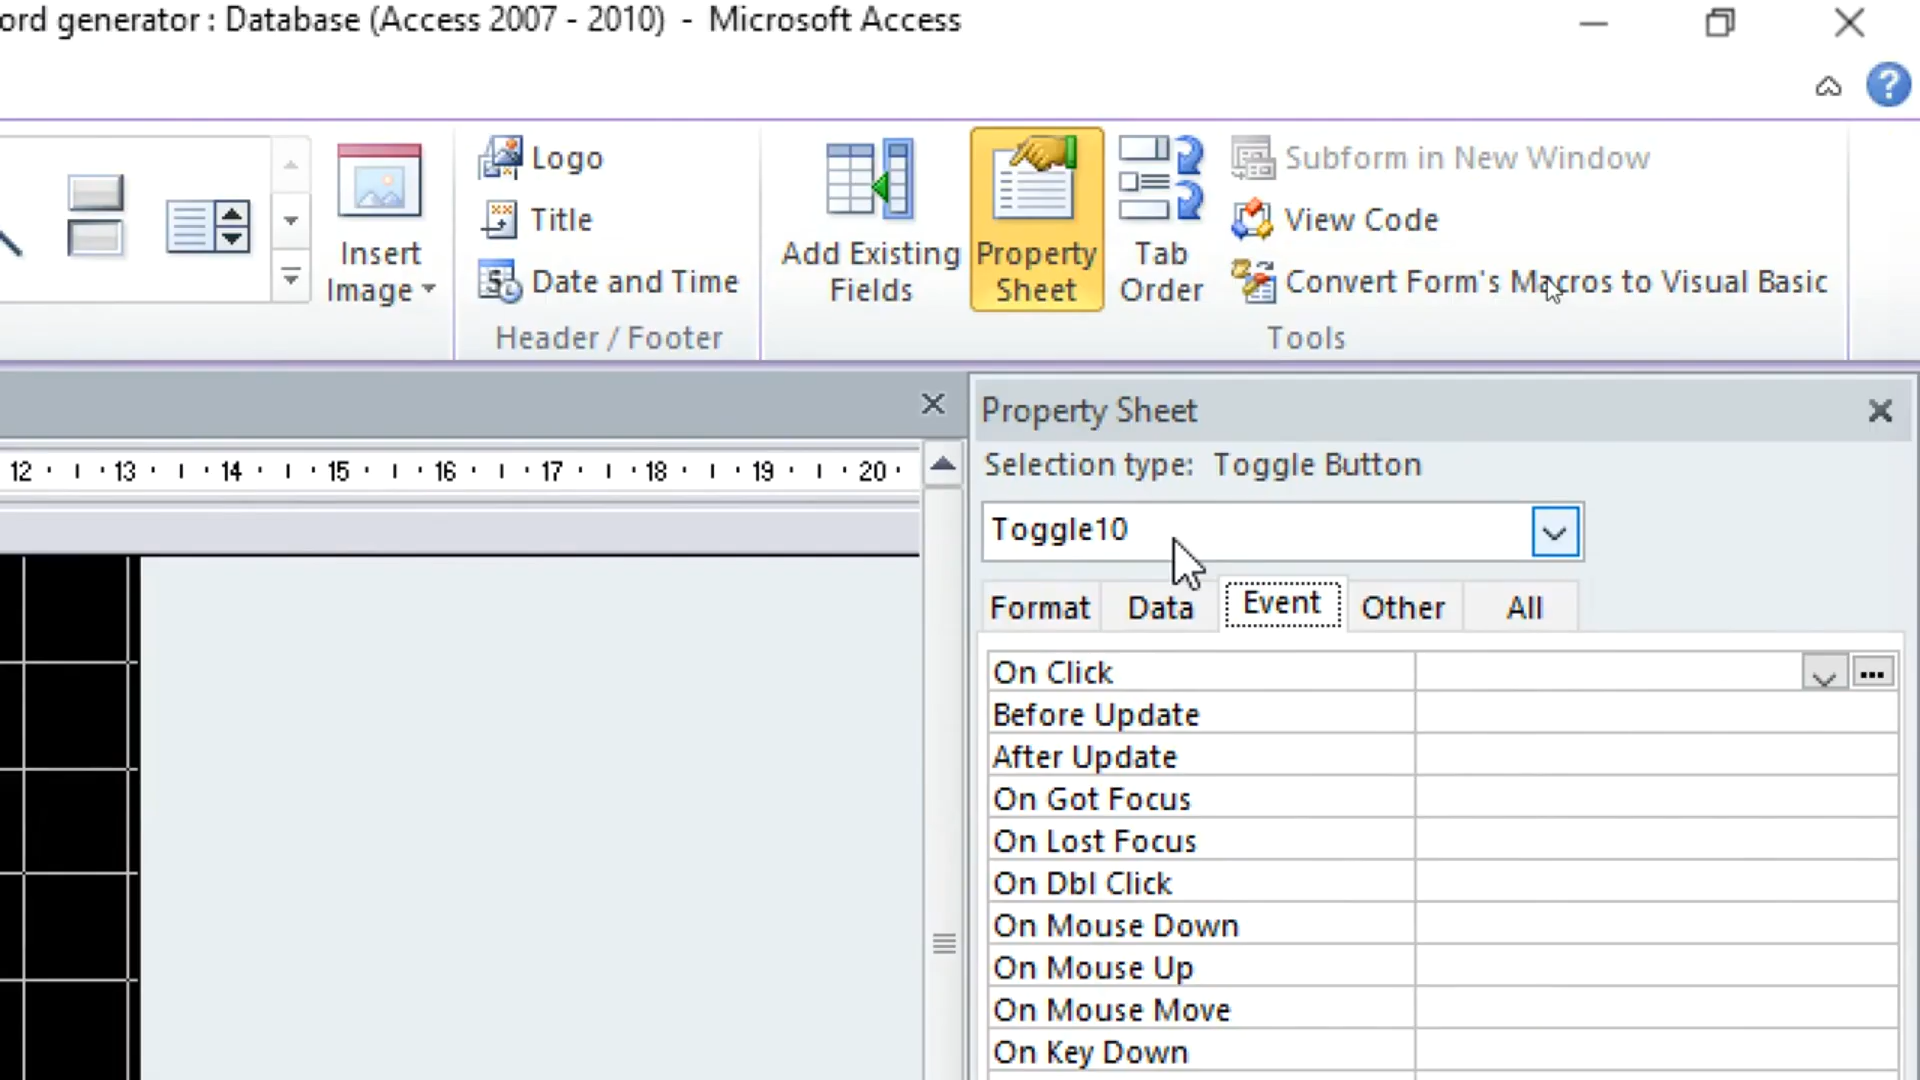 ord generator : Database (Access 2007 - 2010) - Microsoft Access
Insert
Image
Logo
Title
Date and Time
Header / Footer
Add Existing
Fields
Property
Sheet
Tab
Order
Subform in New Window
View Code
Convert Form's Macros to Visual Basic
Tools
12 13 14 15 16 17 18 19 20
Property Sheet
Selection type: Toggle Button
Toggle10
Format Data Event Other All
On Click
Before Update
After Update
On Got Focus
On Lost Focus
On Dbl Click
On Mouse Down
On Mouse Up
On Mouse Move
On Key Down